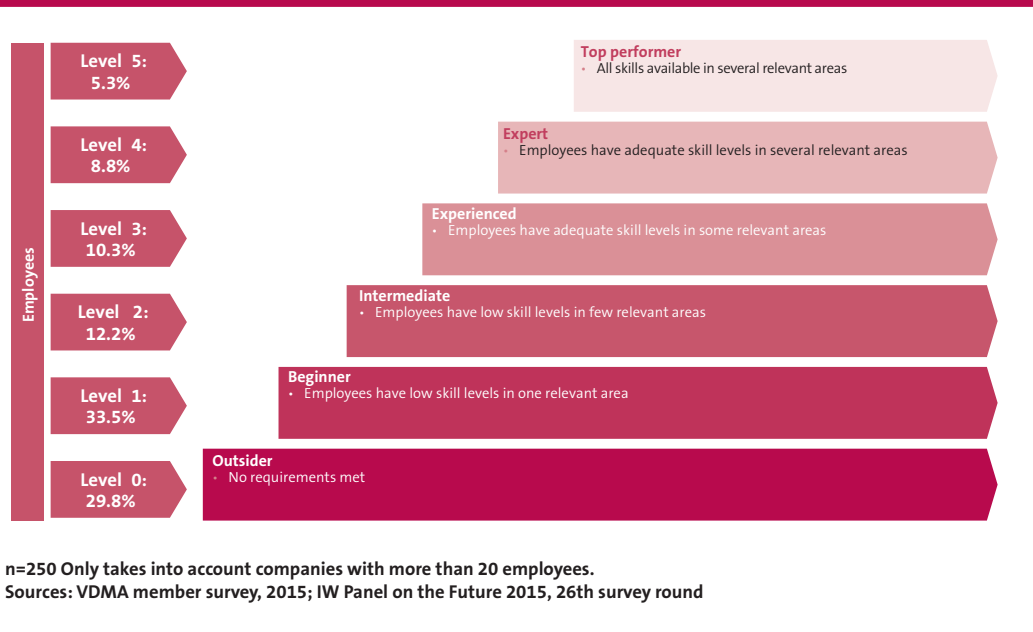 Employees
Level 5:
5.3%
Top performer
• All skills available in several relevant areas
Level 4:
8.8%
Expert
• Employees have adequate skill levels in several relevant areas
Level 3:
10.3%
Experienced
• Employees have adequate skill levels in some relevant areas
Level 2:
12.2%
Intermediate
• Employees have low skill levels in few relevant areas
Level 1:
33.5%
Beginner
• Employees have low skill levels in one relevant area
Level 0:
29.8%
Outsider
• No requirements met
n=250 Only takes into account companies with more than 20 employees.
Sources: VDMA member survey, 2015; IW Panel on the Future 2015, 26th survey round